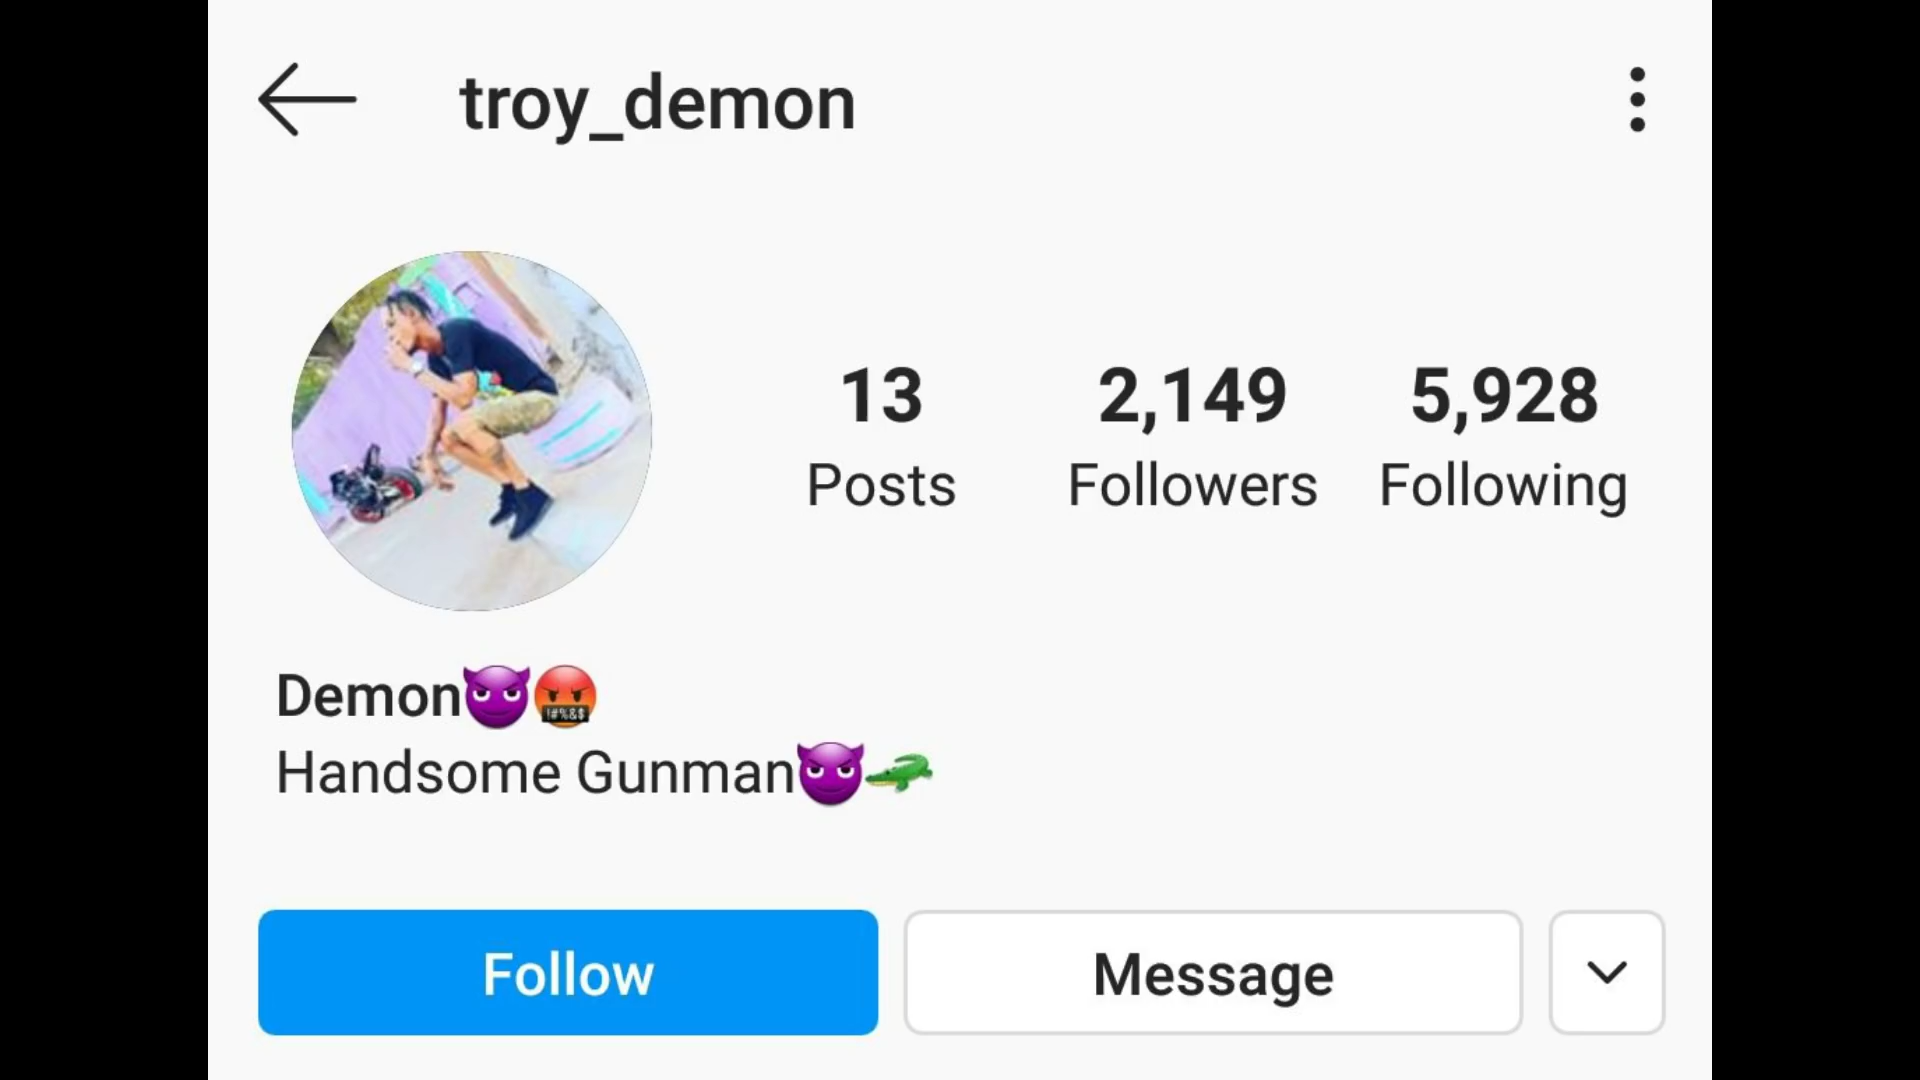 troy_demon
13 2,149 5,928
Posts Followers Following
Demon😈🤬
Handsome Gunman😈🐊
Follow Message